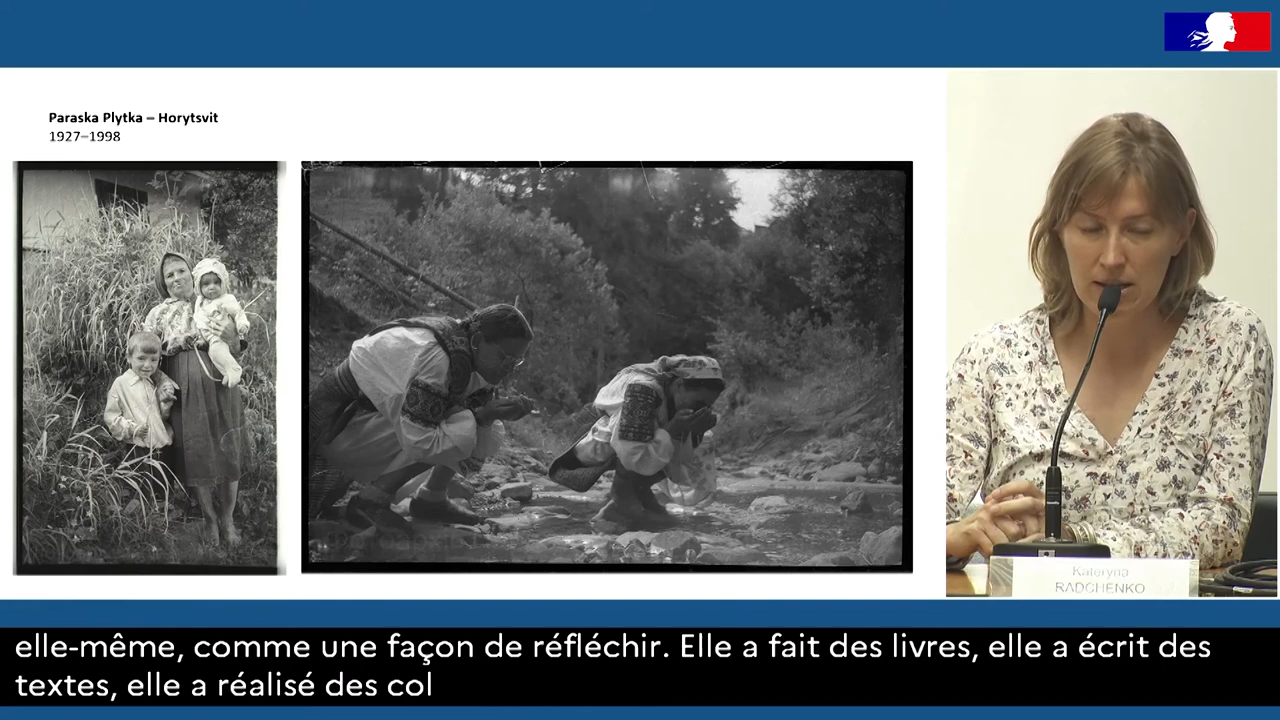 Paraska Plytka – Horytsvit
1927–1998
Kateryna
RADCHENKO
elle-même, comme une façon de réfléchir. Elle a fait des livres, elle a écrit des
textes, elle a réalisé des col